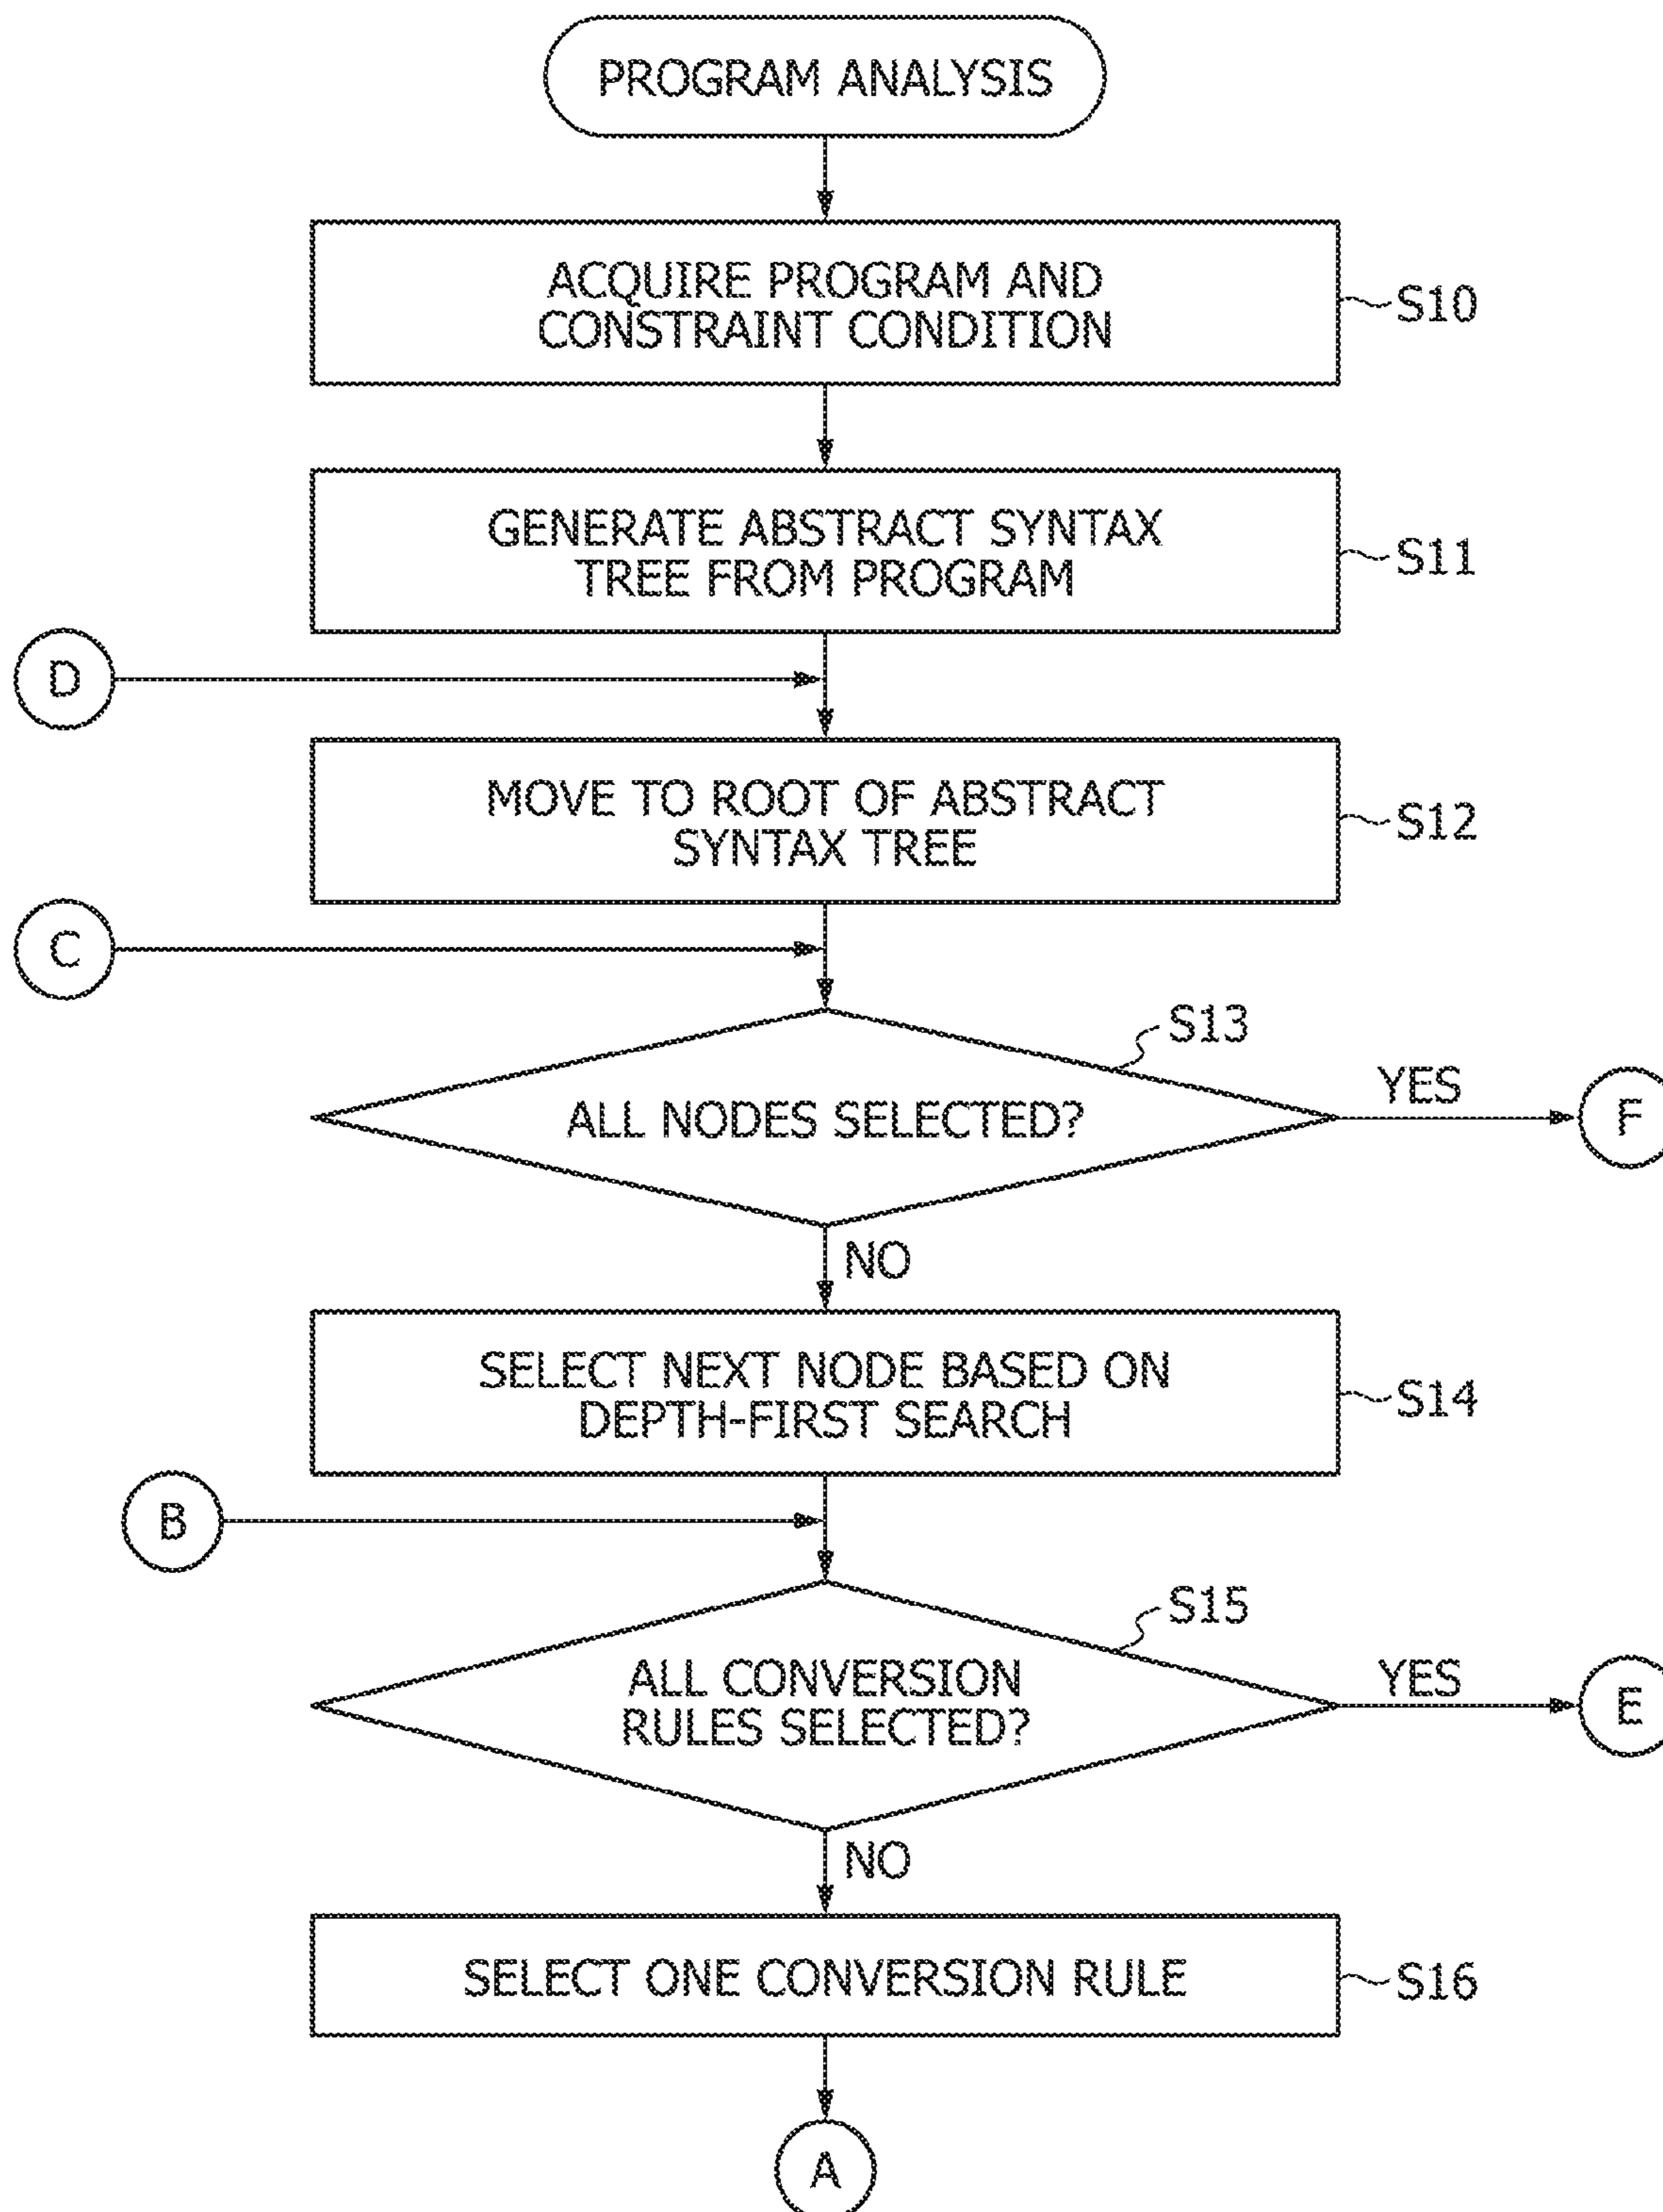 PROGRAM ANALYSIS
ACQUIRE PROGRAM AND
CONSTRAINT CONDITION
S10
GENERATE ABSTRACT SYNTAX
TREE FROM PROGRAM
S11
D
MOVE TO ROOT OF ABSTRACT
SYNTAX TREE
S12
C
S13
ALL NODES SELECTED?
YES
F
NO
SELECT NEXT NODE BASED ON
DEPTH-FIRST SEARCH
S14
B
S15
ALL CONVERSION
RULES SELECTED?
YES
E
NO
SELECT ONE CONVERSION RULE
S16
A